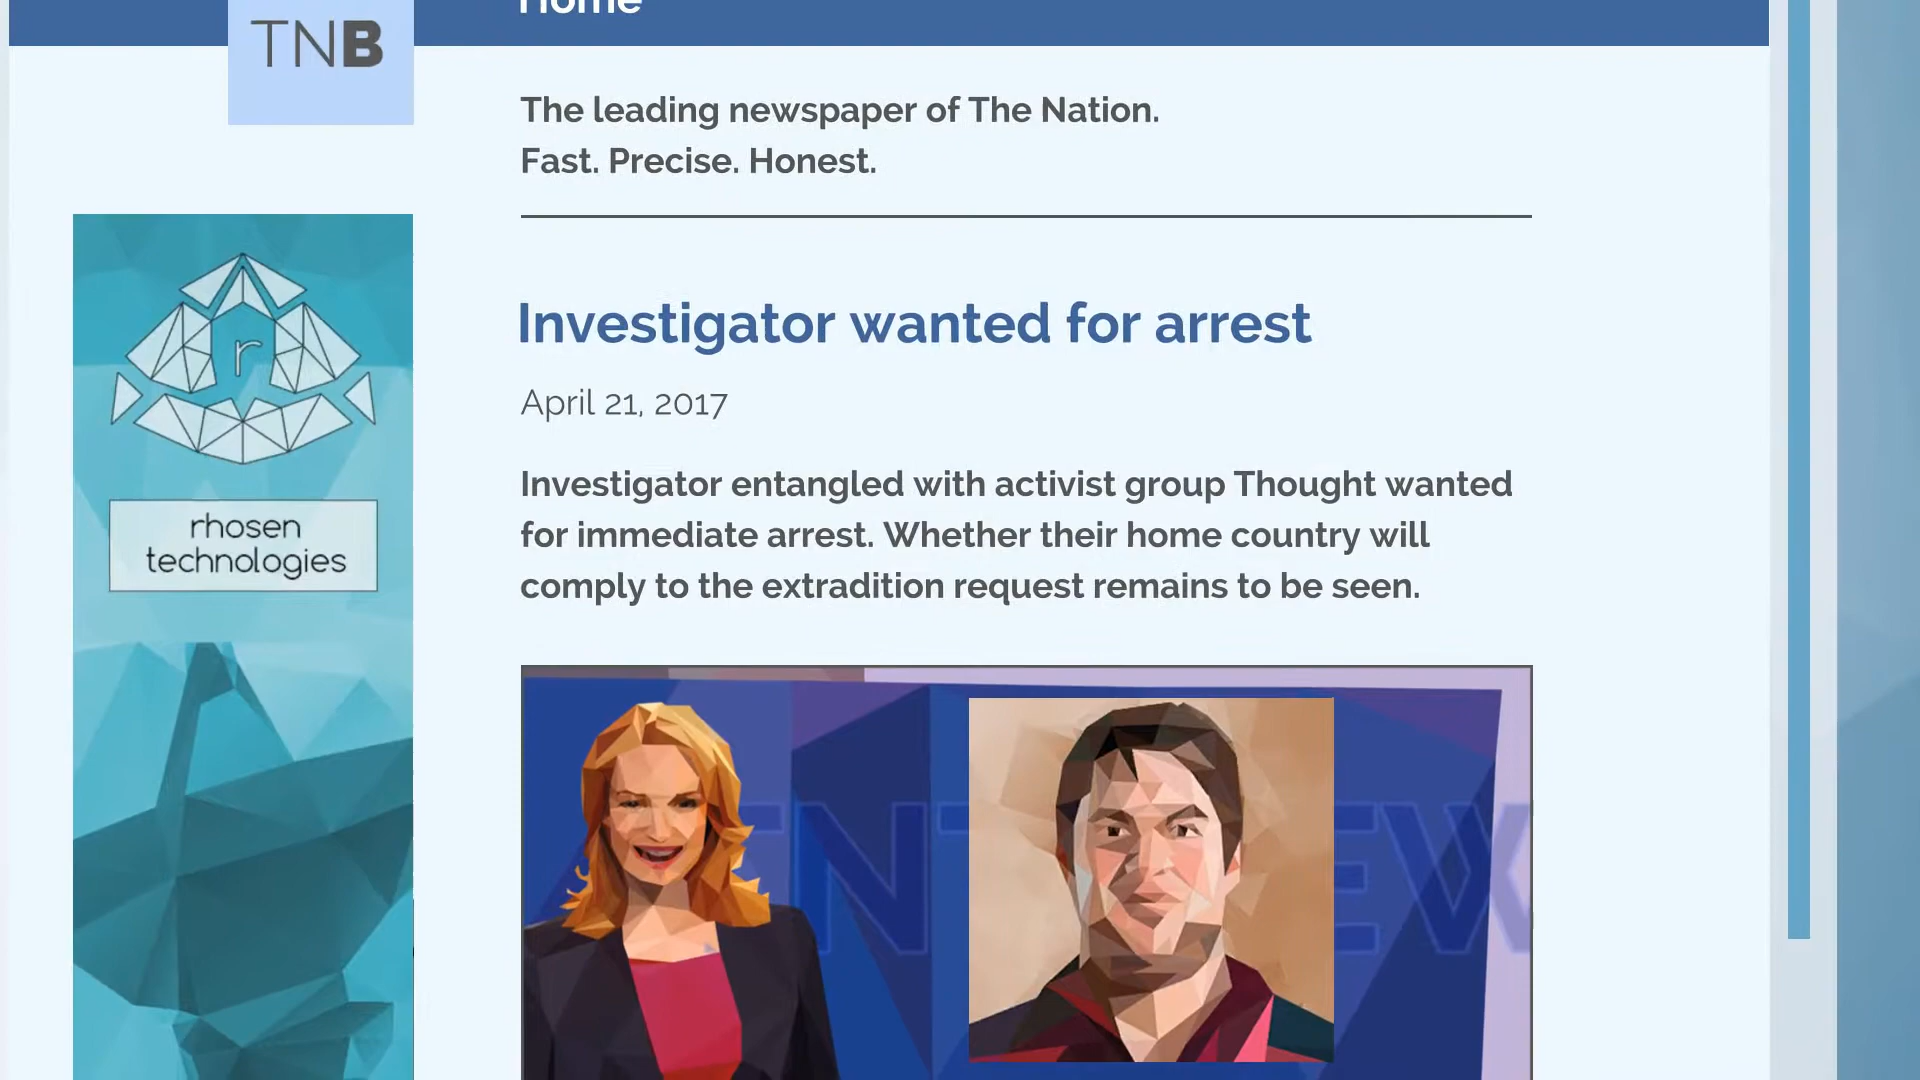 Home
TNB
The leading newspaper of The Nation.
Fast. Precise. Honest.
r
rhosen
technologies
Investigator wanted for arrest
April 21, 2017
Investigator entangled with activist group Thought wanted
for immediate arrest. Whether their home country will
comply to the extradition request remains to be seen.